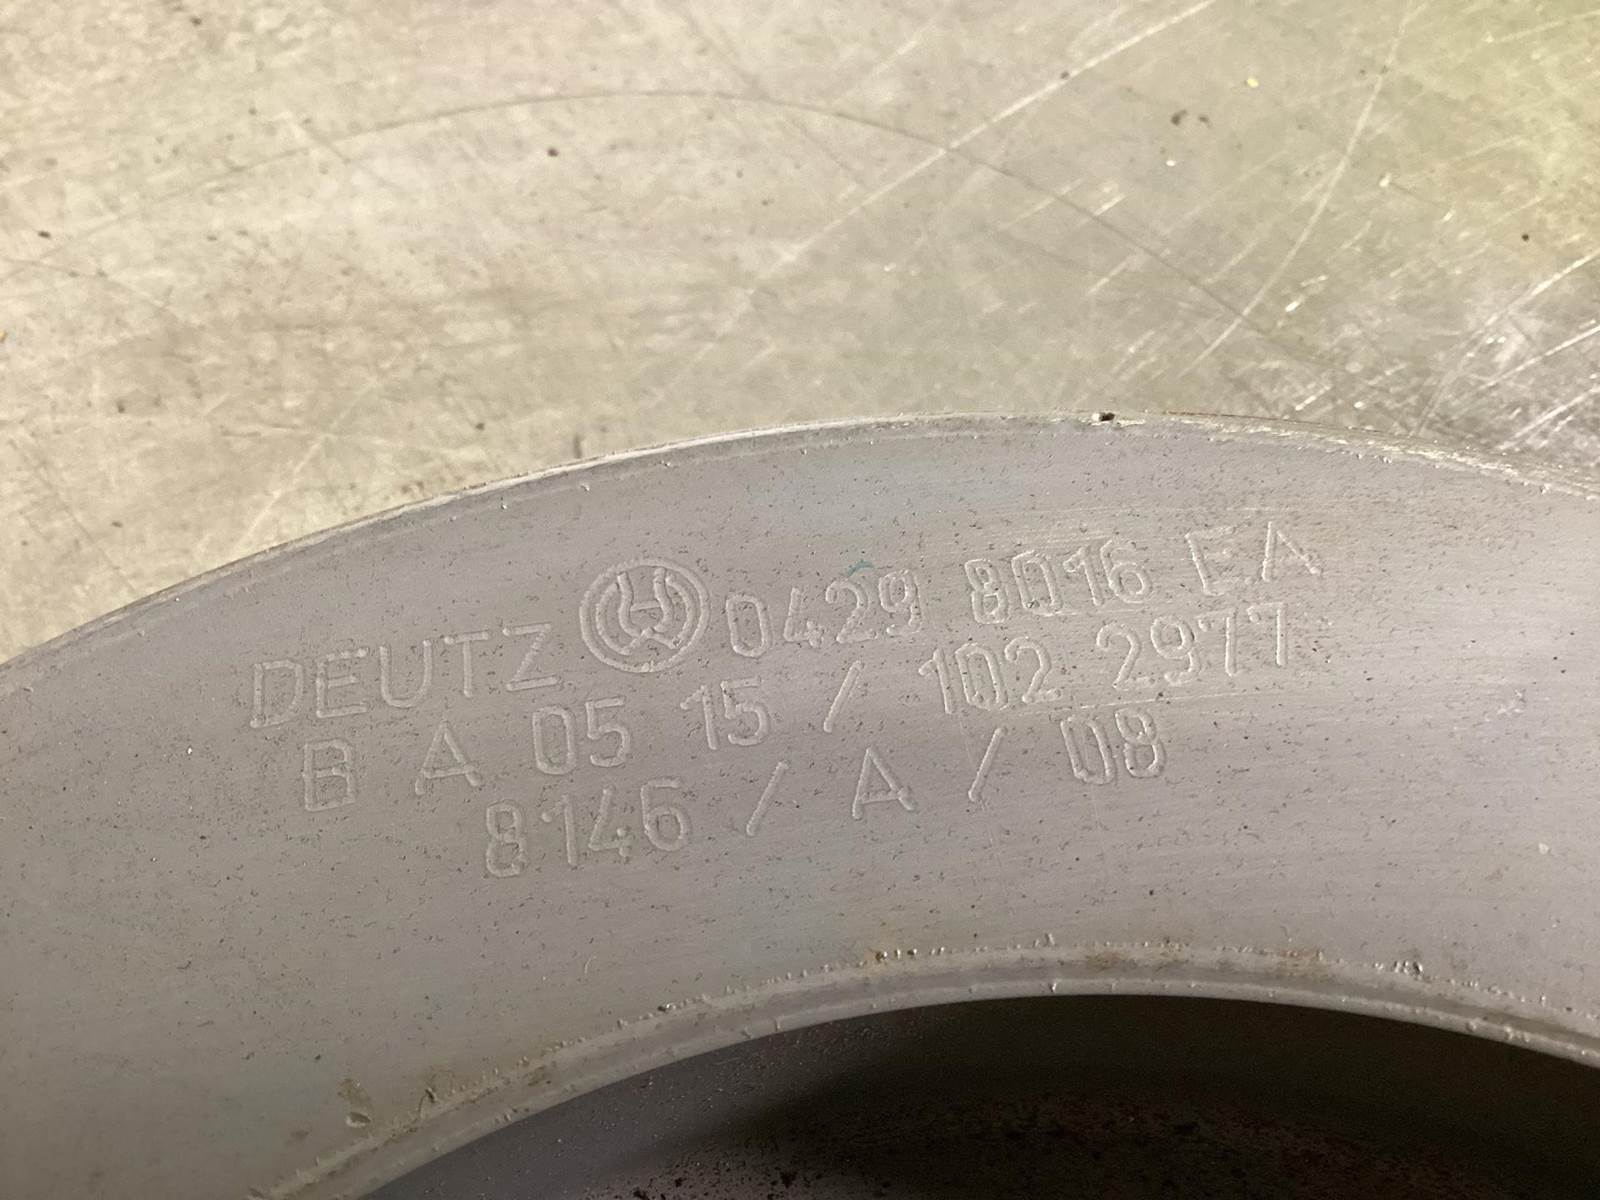 DEUTZ 0429 8016 EA
B A 05 15 / 102 2977
8146 / A / 08